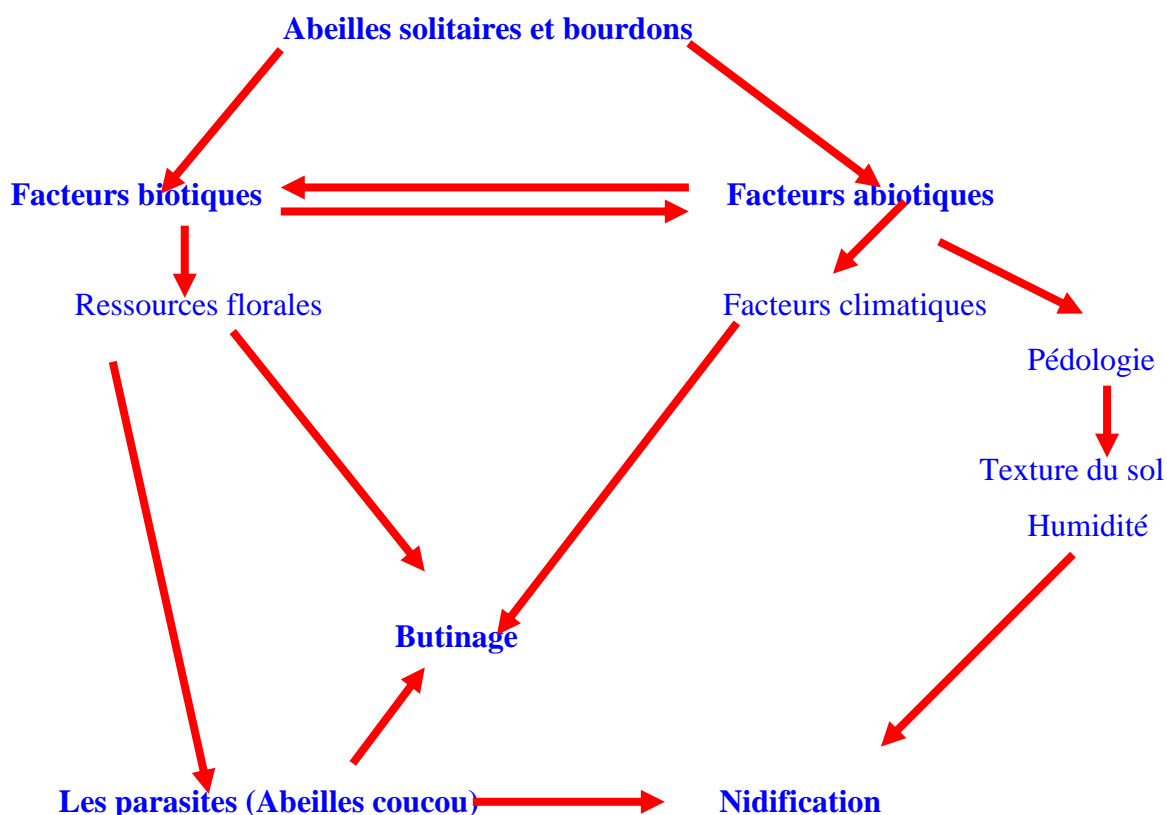 Abeilles solitaires et bourdons
Facteurs biotiques
Facteurs abiotiques
Ressources florales
Facteurs climatiques
Pédologie
Texture du sol
Humidité
Butinage
Les parasites (Abeilles coucou)
Nidification